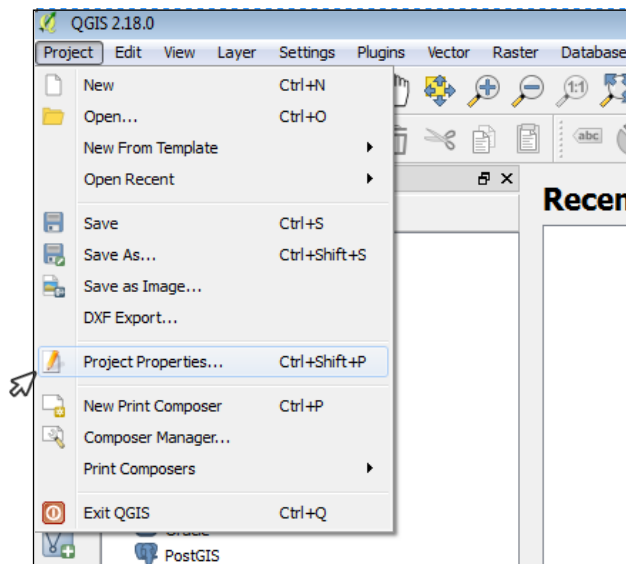 QGIS 2.18.0
Project Edit View Layer Settings Plugins Vector Raster Database
New Ctrl+N
Open... Ctrl+O
1:1
New From Template
abc
Open Recent
Recen
Save Ctrl+S
Save As... Ctrl+Shift+S
Save as Image...
DXF Export...
Project Properties... Ctrl+Shift+P
New Print Composer Ctrl+P
Composer Manager...
Print Composers
Exit QGIS Ctrl+Q
Oracle
PostGIS